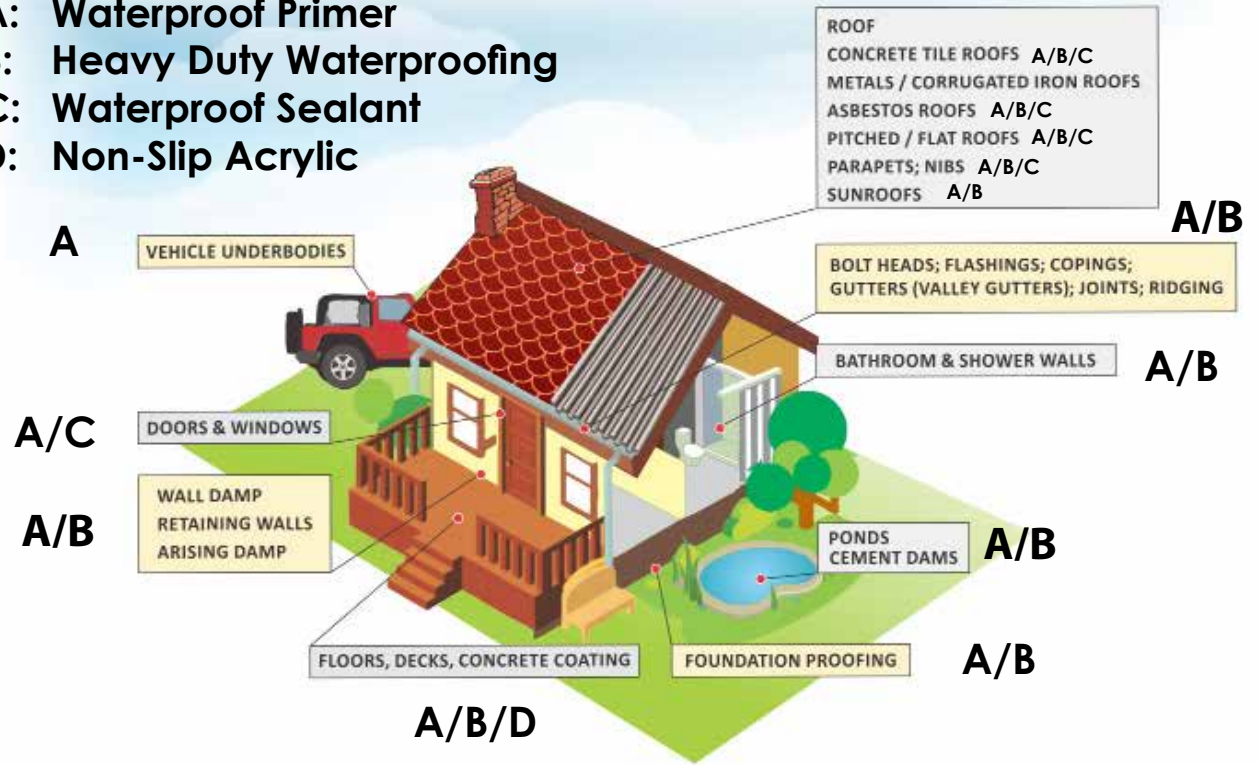 A: Waterproof Primer
B: Heavy Duty Waterproofing
C: Waterproof Sealant
D: Non-Slip Acrylic
ROOF
CONCRETE TILE ROOFS A/B/C
METALS / CORRUGATED IRON ROOFS
ASBESTOS ROOFS A/B/C
PITCHED / FLAT ROOFS A/B/C
PARAPETS; NIBS A/B/C
SUNROOFS A/B
A/B
A
VEHICLE UNDERBODIES
BOLT HEADS; FLASHINGS; COPINGS;
GUTTERS (VALLEY GUTTERS); JOINTS; RIDGING
BATHROOM & SHOWER WALLS
A/B
A/C
DOORS & WINDOWS
A/B
WALL DAMP
RETAINING WALLS
ARISING DAMP
PONDS
CEMENT DAMS
A/B
FLOORS, DECKS, CONCRETE COATING
A/B/D
FOUNDATION PROOFING
A/B